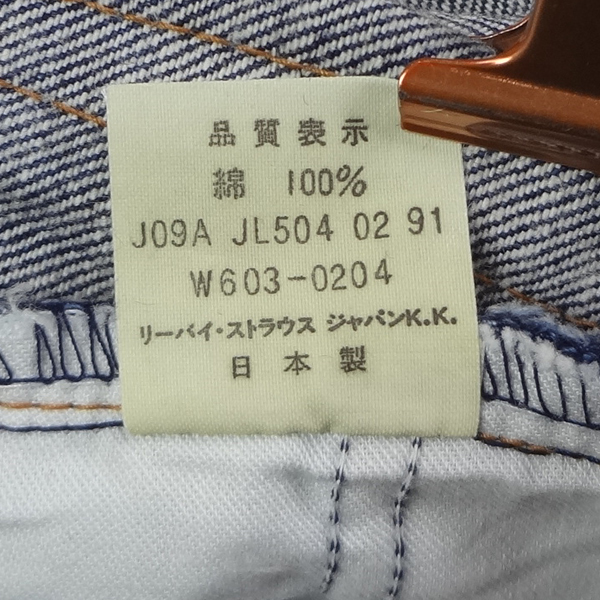 品質表示
綿 100%
J09A JL504 02 91
W603-0204
リーバイ・ストラウス ジャパンK.K.
日本製